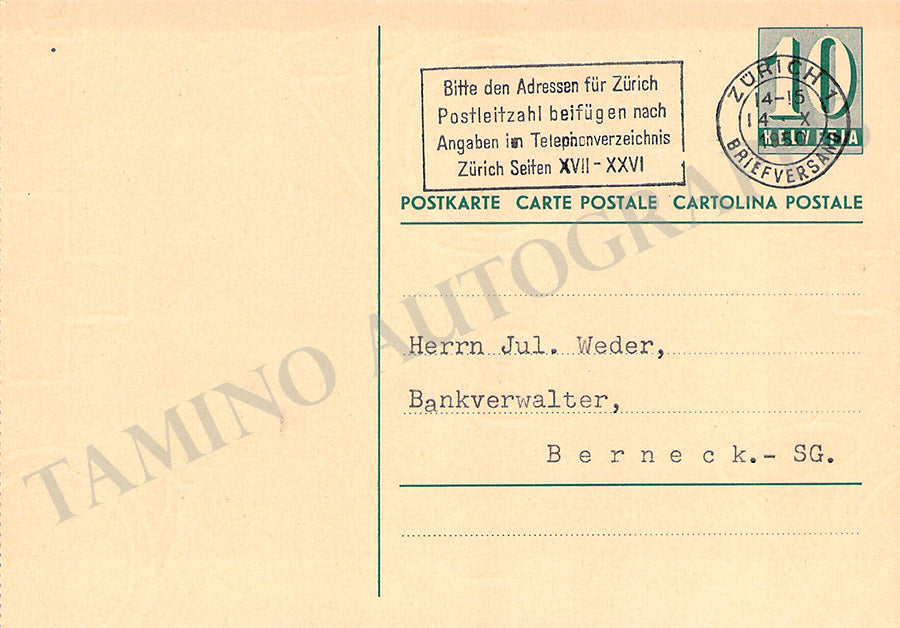 Bitte den Adressen für Zürich
Postleitzahl beifügen nach
Angaben im Telephonverzeichnis
Zürich Seiten XVII-XXVI
10
HELVETIA
ZÜRICH 1
14-15
14 · X
1950
BRIEFVERSAND
POSTKARTE CARTE POSTALE CARTOLINA POSTALE
Herrn Jul. Weder,
Bankverwalter,
Berneck.- SG.
TAMINO AUTOGRAPHS